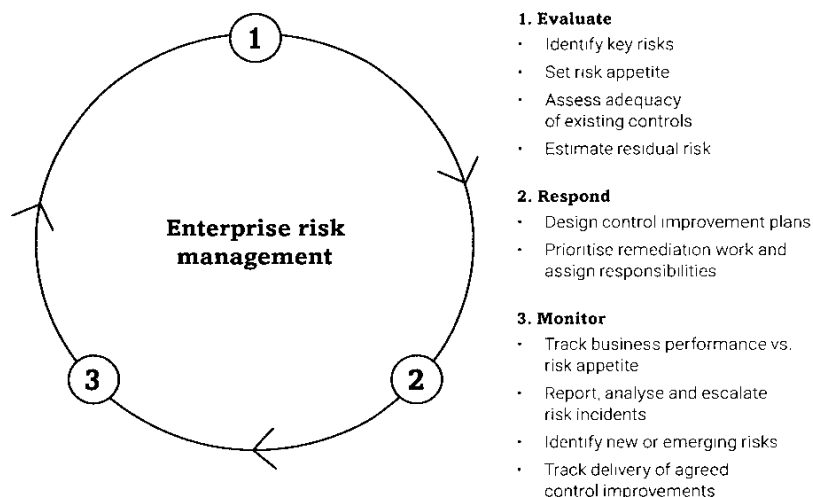 1
Enterprise risk
management
3
2
1. Evaluate
· Identify key risks
· Set risk appetite
· Assess adequacy
of existing controls
· Estimate residual risk
2. Respond
· Design control improvement plans
· Prioritise remediation work and
assign responsibilities
3. Monitor
· Track business performance vs.
risk appetite
· Report, analyse and escalate
risk incidents
· Identify new or emerging risks
· Track delivery of agreed
control improvements